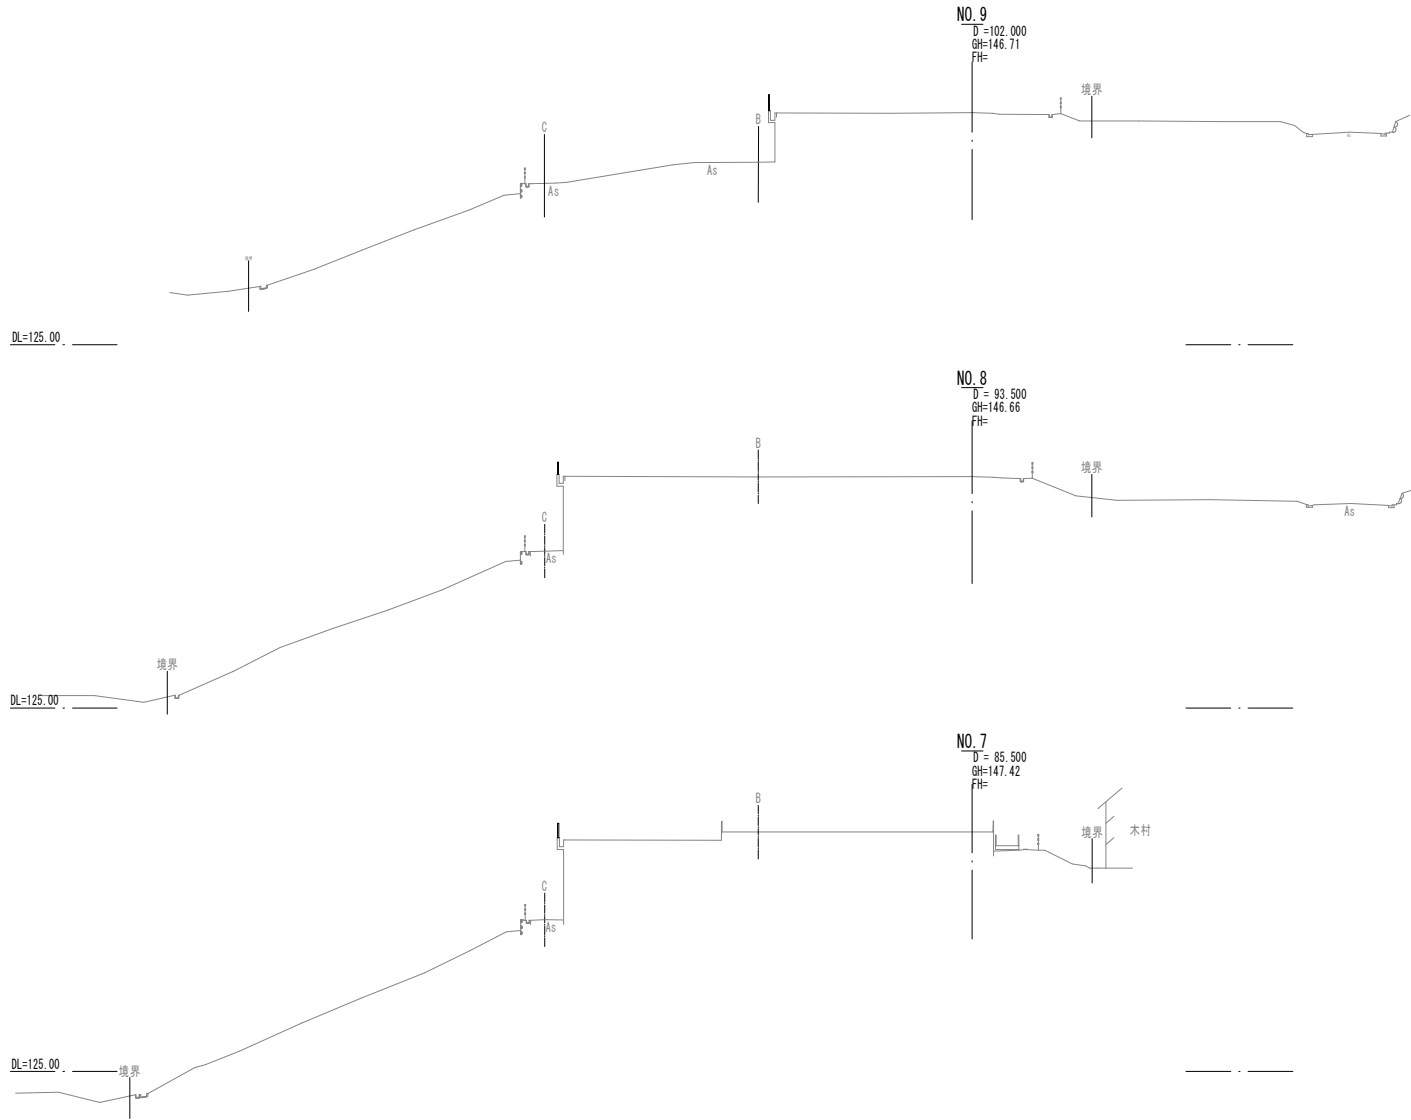 NO.9
D =102.000
GH=146.71
FH=
境界
C
B
As
As
DL=125.00
NO.8
D = 93.500
GH=146.66
FH=
B
境界
C
As
As
境界
DL=125.00
NO.7
D = 85.500
GH=147.42
FH=
B
境界
木村
C
As
DL=125.00
境界